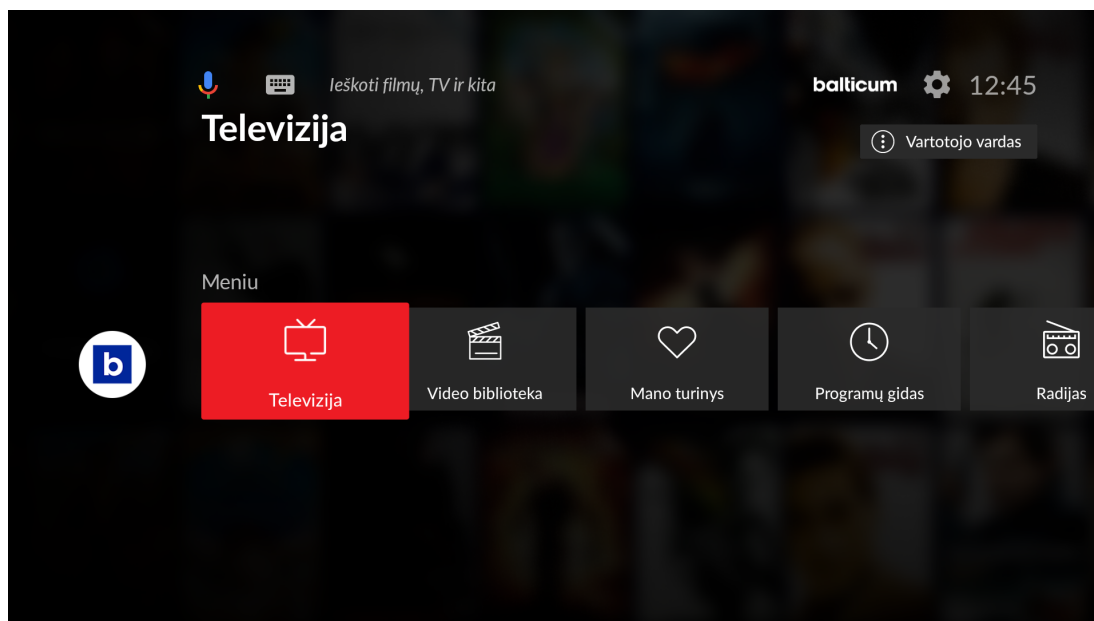 Ieškoti filmų, TV ir kita
balticum
12:45
Televizija
Vartotojo vardas
Meniu
b
Televizija
Video biblioteka
Mano turinys
Programų gidas
Radijas